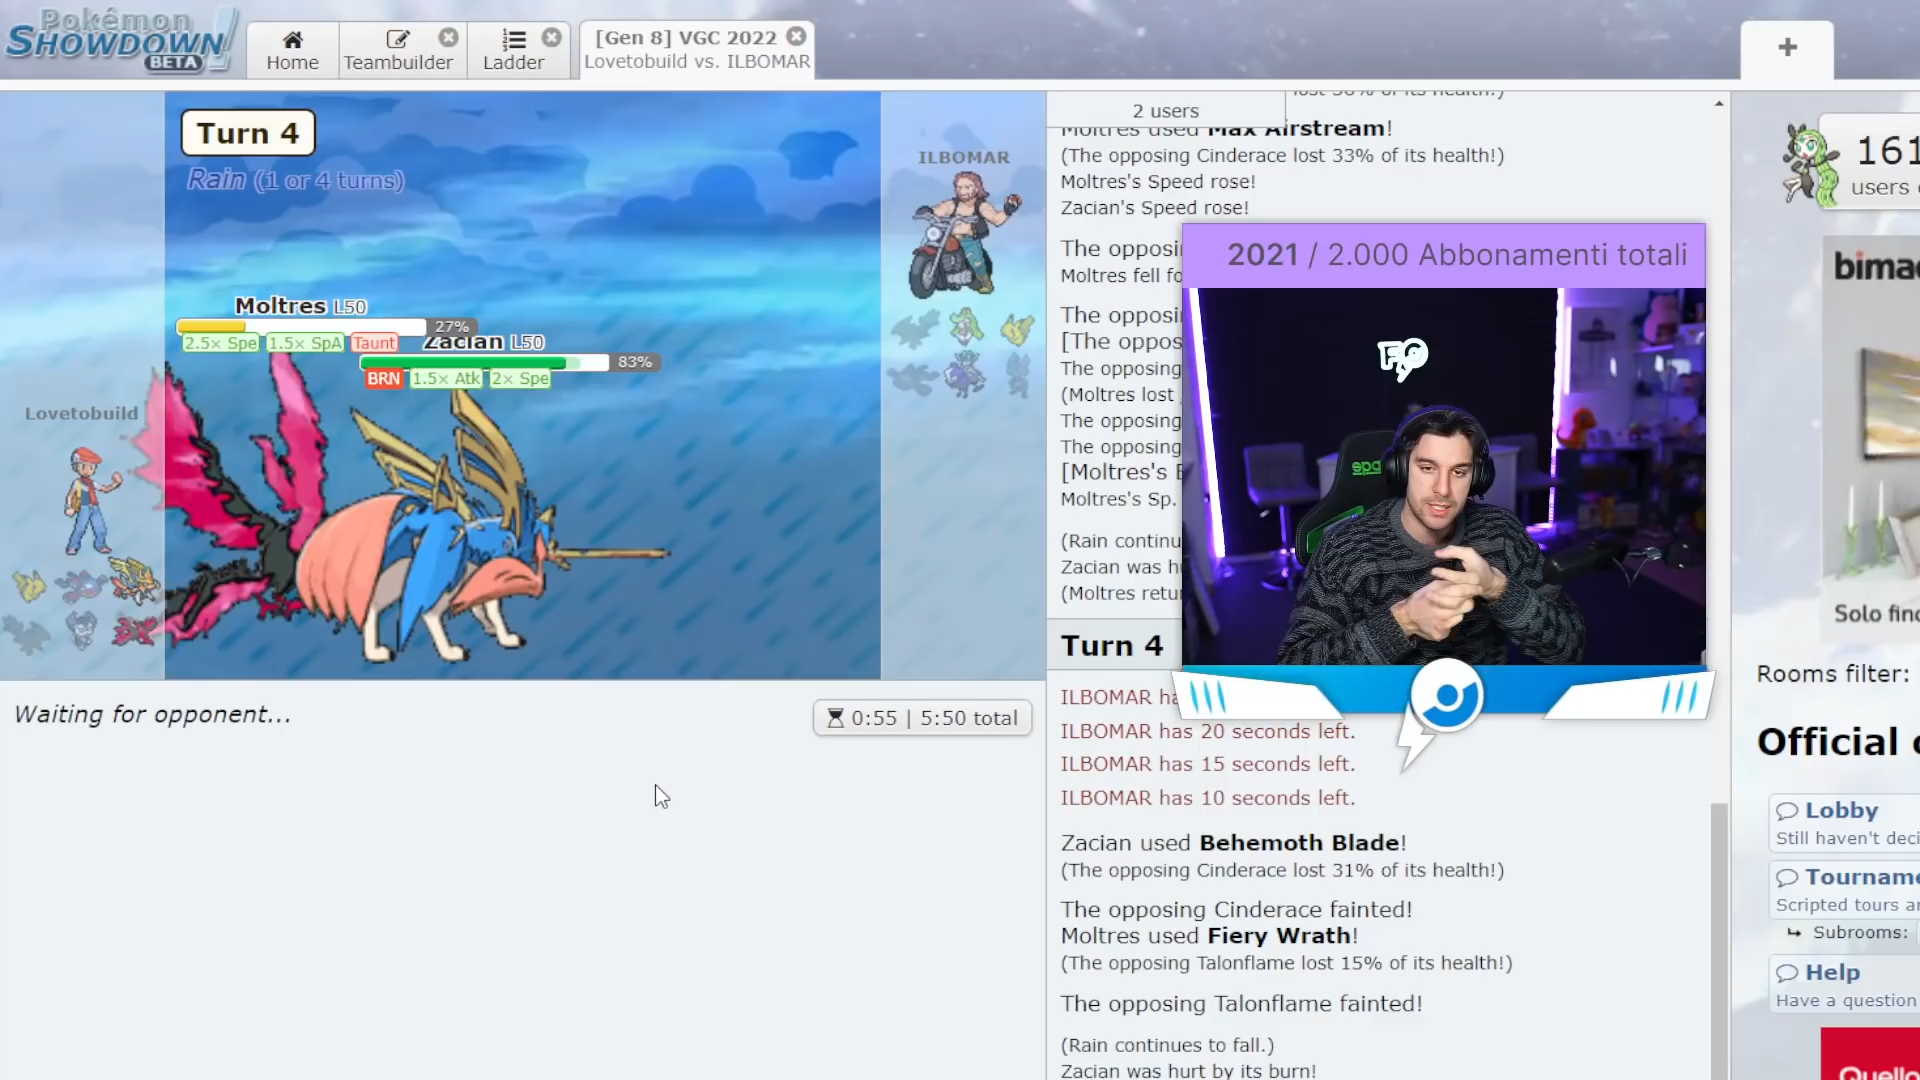 Pokémon
SHOWDOWN!
BETA
Home
Teambuilder
Ladder
[Gen 8] VGC 2022
Lovetobuild vs. ILBOMAR
+
Turn 4
Rain (1 or 4 turns)
Moltres L50
27%
2.5× Spe
1.5× SpA
Taunt
Zacian L50
83%
BRN
1.5× Atk
2× Spe
Lovetobuild
ILBOMAR
Waiting for opponent...
0:55 | 5:50 total
2 users
Moltres used Max Airstream!
(The opposing Cinderace lost 33% of its health!)
Moltres's Speed rose!
Zacian's Speed rose!
The opposi
Moltres fell fo
The opposi
[The oppos
The opposing
(Moltres lost
The opposing
The opposing
[Moltres's
Moltres's Sp.
(Rain continu
Zacian was hu
(Moltres retu
Turn 4
ILBOMAR ha
ILBOMAR has 20 seconds left.
ILBOMAR has 15 seconds left.
ILBOMAR has 10 seconds left.
Zacian used Behemoth Blade!
(The opposing Cinderace lost 31% of its health!)
The opposing Cinderace fainted!
Moltres used Fiery Wrath!
(The opposing Talonflame lost 15% of its health!)
The opposing Talonflame fainted!
(Rain continues to fall.)
Zacian was hurt by its burn!
2021 / 2.000 Abbonamenti totali
161
users o
bima
Solo find
Rooms filter:
Official c
Lobby
Still haven't deci
Tourname
Scripted tours an
Subrooms:
Help
Have a question
Quello